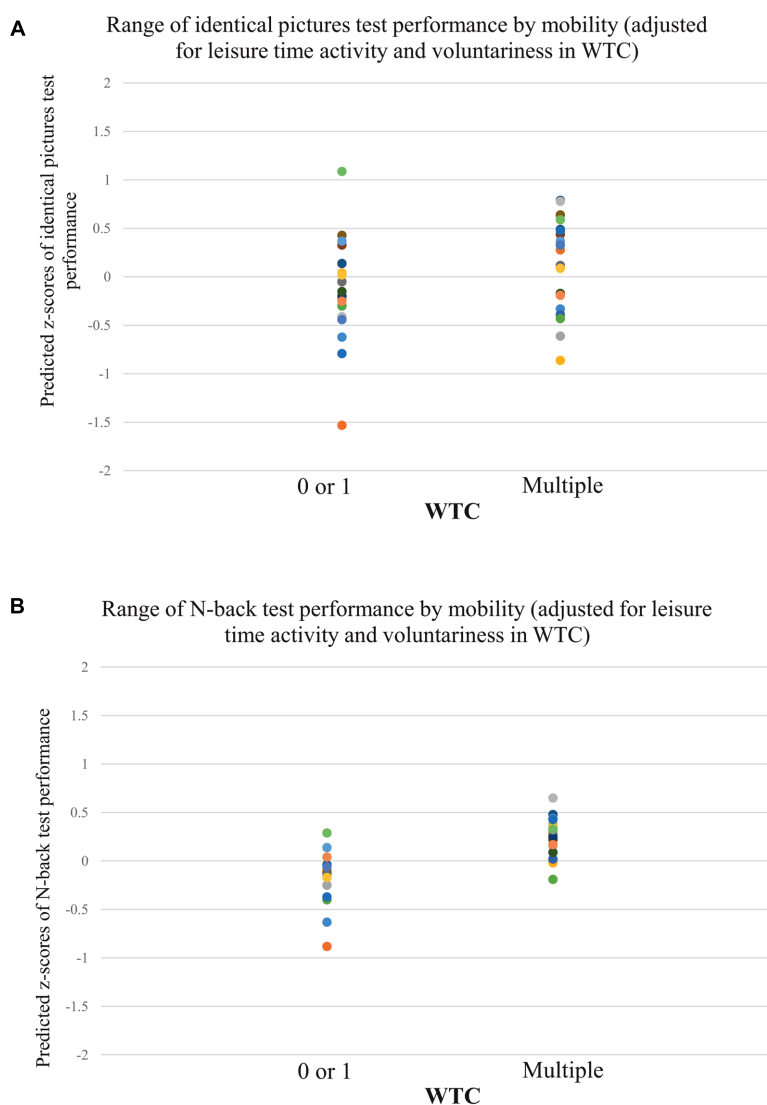 A
Range of identical pictures test performance by mobility (adjusted
for leisure time activity and voluntariness in WTC)
Predicted z-scores of identical pictures test
performance
2
1.5
1
0.5
0
-0.5
-1
-1.5
-2
0 or 1
Multiple
WTC
B
Range of N-back test performance by mobility (adjusted for leisure
time activity and voluntariness in WTC)
Predicted z-scores of N-back test performance
2
1.5
1
0.5
0
-0.5
-1
-1.5
-2
0 or 1
Multiple
WTC